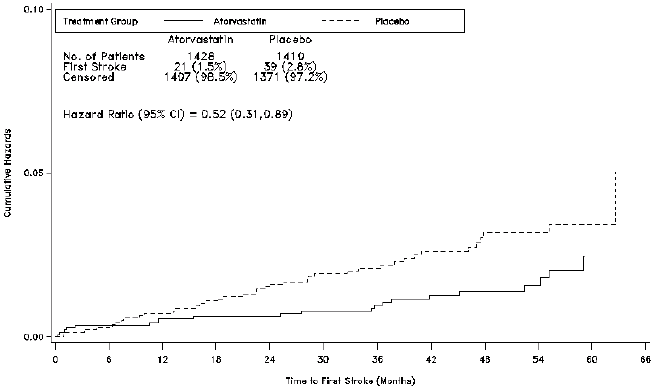 0.10
Treatment Group Atorvastatin Placebo
Atorvastatin Placebo
No. of Patients 1428 1410
First Stroke 21 (1.5%) 39 (2.8%)
Censored 1407 (98.5%) 1371 (97.2%)
Hazard Ratio (95% CI) = 0.52 (0.31,0.89)
Cumulative Hazards
0.05
0.00
0 6 12 18 24 30 36 42 48 54 60 66
Time to First Stroke (Months)